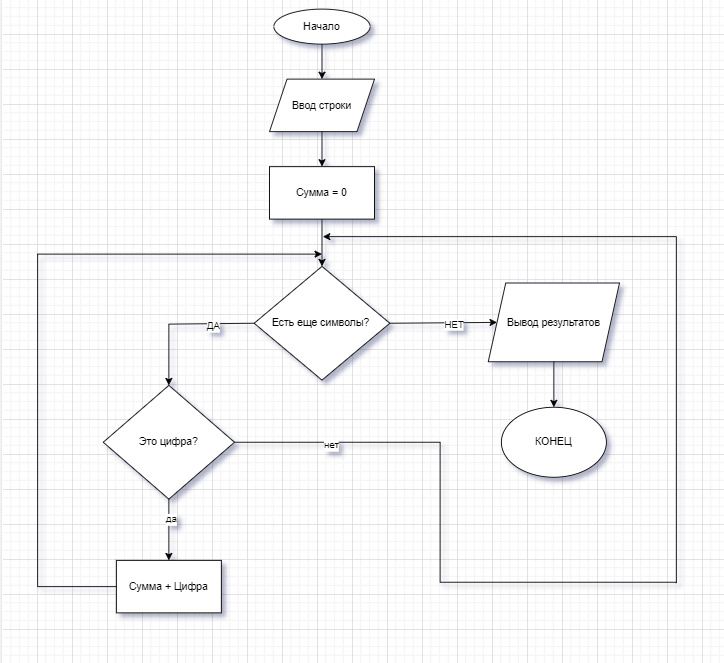 Начало
Ввод строки
Сумма = 0
Есть еще символы?
ДА
НЕТ
Вывод результатов
Это цифра?
нет
КОНЕЦ
да
Сумма + Цифра